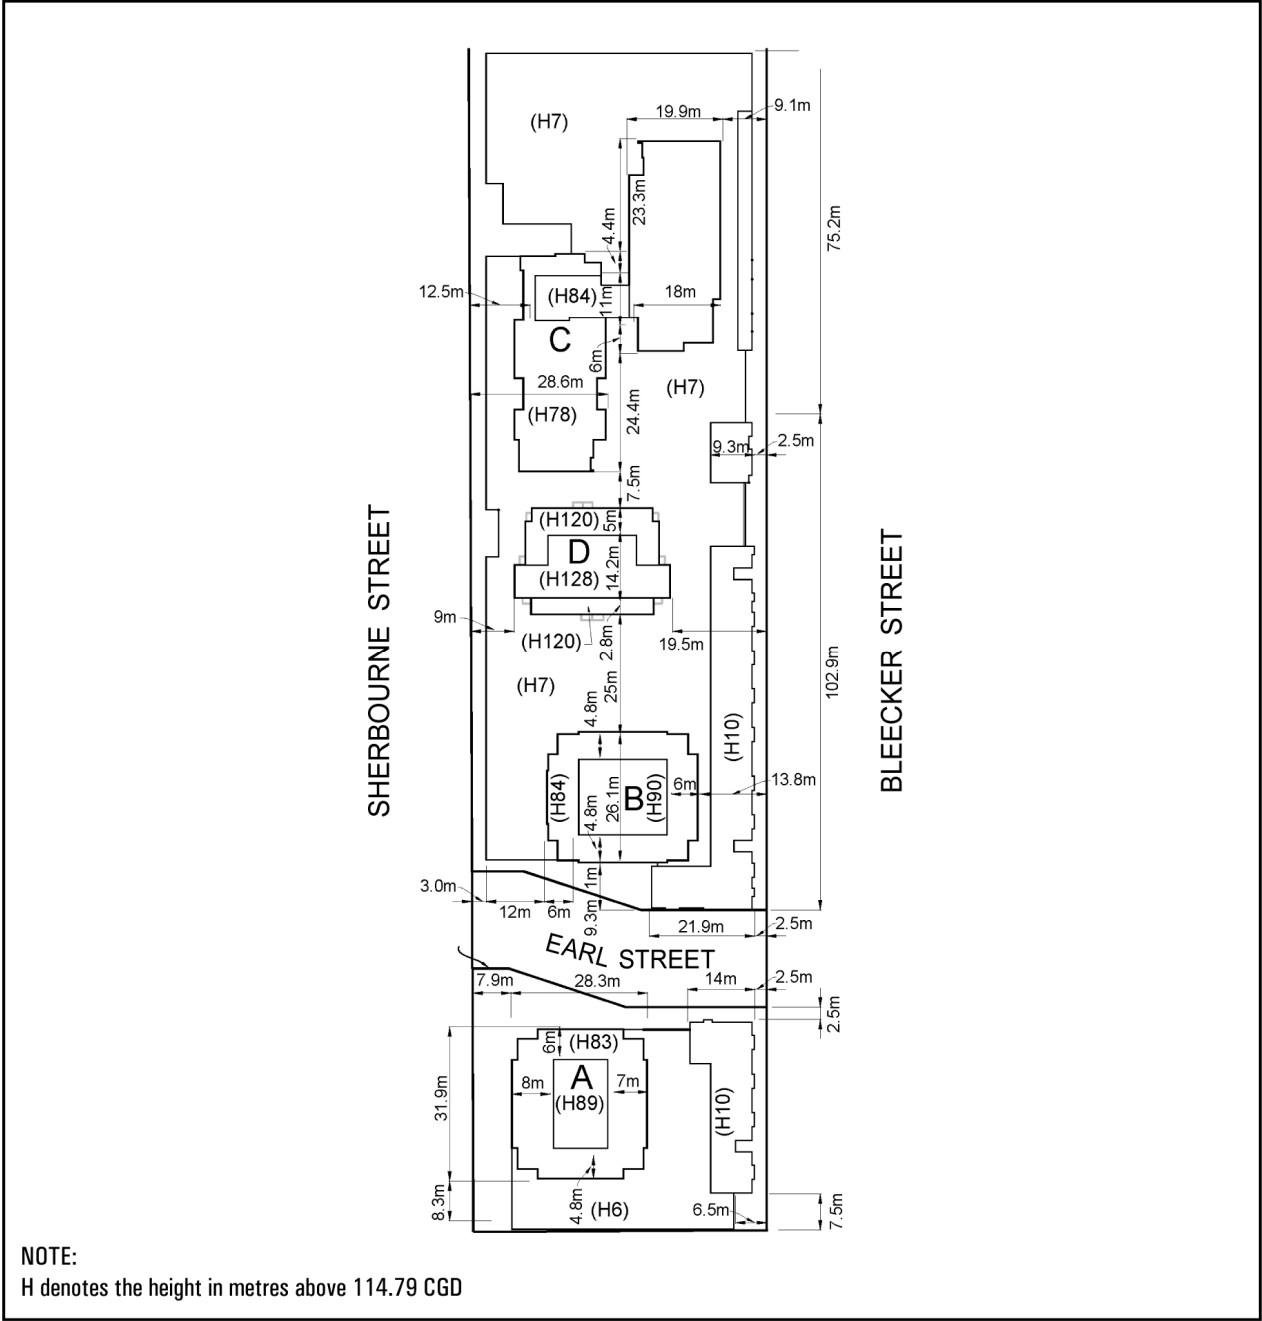 (H7)
19.9m
9.1m
23.3m
4.4m
75.2m
12.5m
(H84)
11m
18m
C
6m
28.6m
(H7)
(H78)
24.4m
9.3m
2.5m
7.5m
(H120)
5m
D
(H128)
14.2m
9m
(H120)
2.8m
19.5m
SHERBOURNE STREET
BLEECKER STREET
(H7)
25m
102.9m
4.8m
(H10)
(H84)
26.1m
B
(H90)
6m
13.8m
4.8m
3.0m
12m
6m
1m
9.3m
21.9m
2.5m
EARL STREET
7.9m
28.3m
14m
2.5m
2.5m
6m
(H83)
31.9m
8m
A
7m
(H89)
(H10)
8.3m
4.8m
(H6)
6.5m
7.5m
NOTE:
H denotes the height in metres above 114.79 CGD